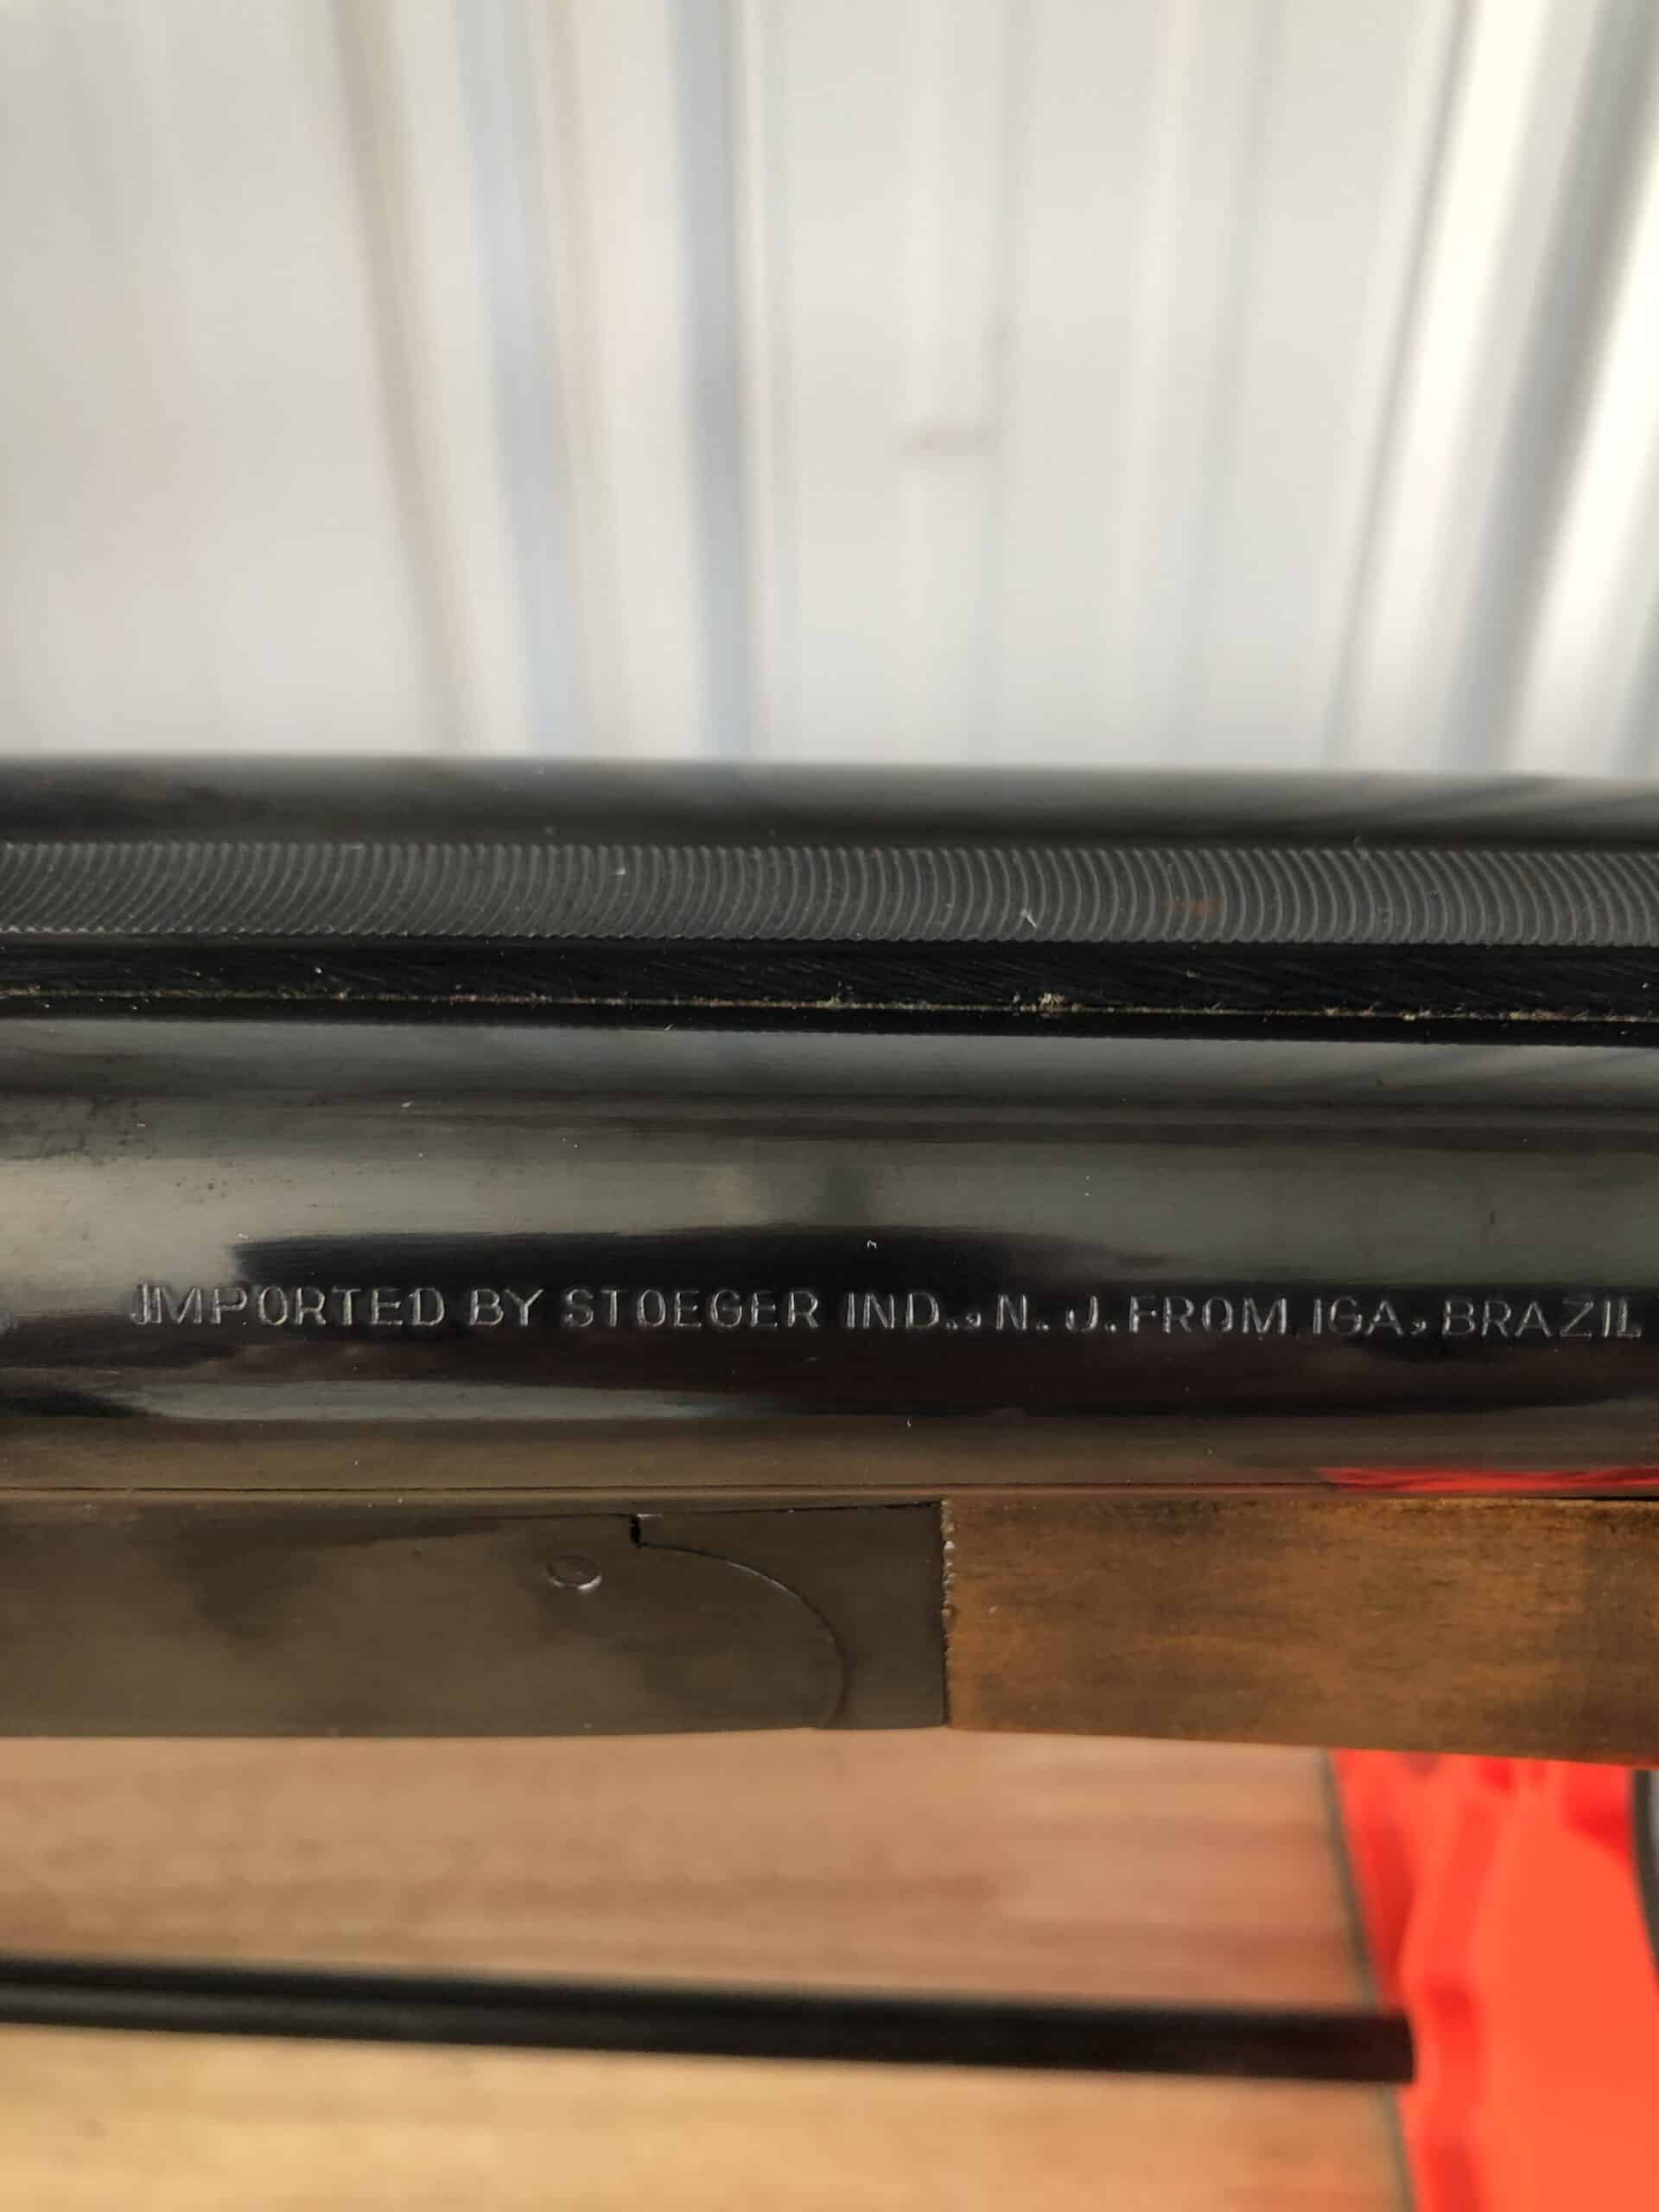 IMPORTED BY STOEGER IND., N. J. FROM IGA, BRAZIL